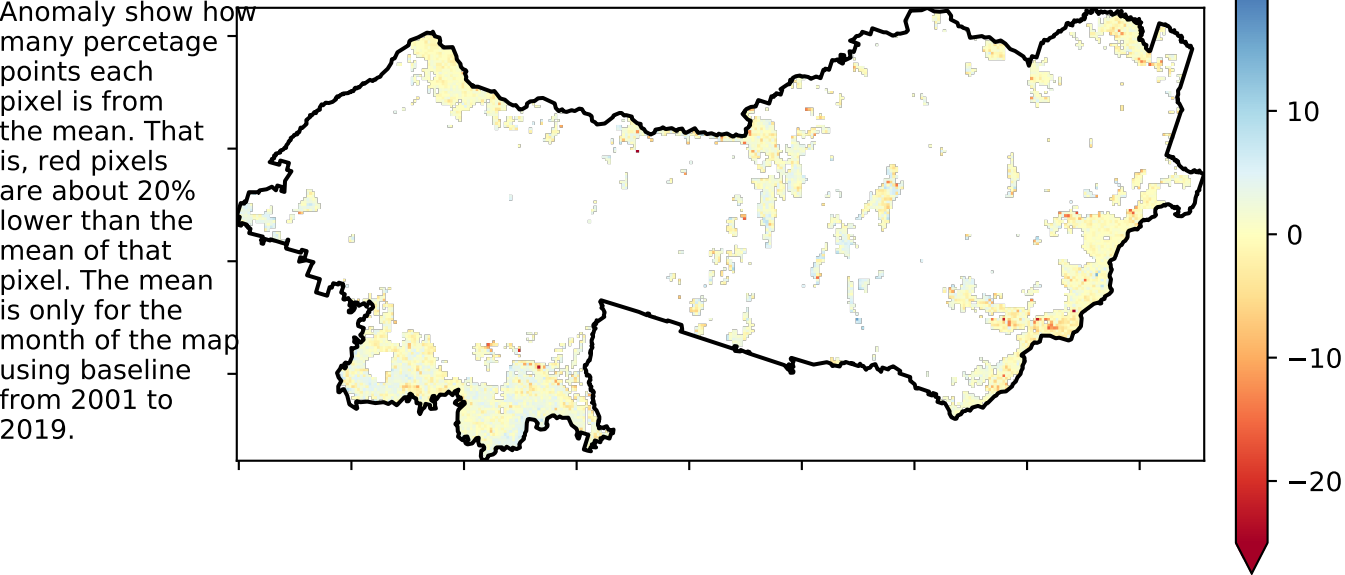 Anomaly show how
many percetage
points each
pixel is from
the mean. That
is, red pixels
are about 20%
lower than the
mean of that
pixel. The mean
is only for the
month of the map
using baseline
from 2001 to
2019.
10
0
−10
−20